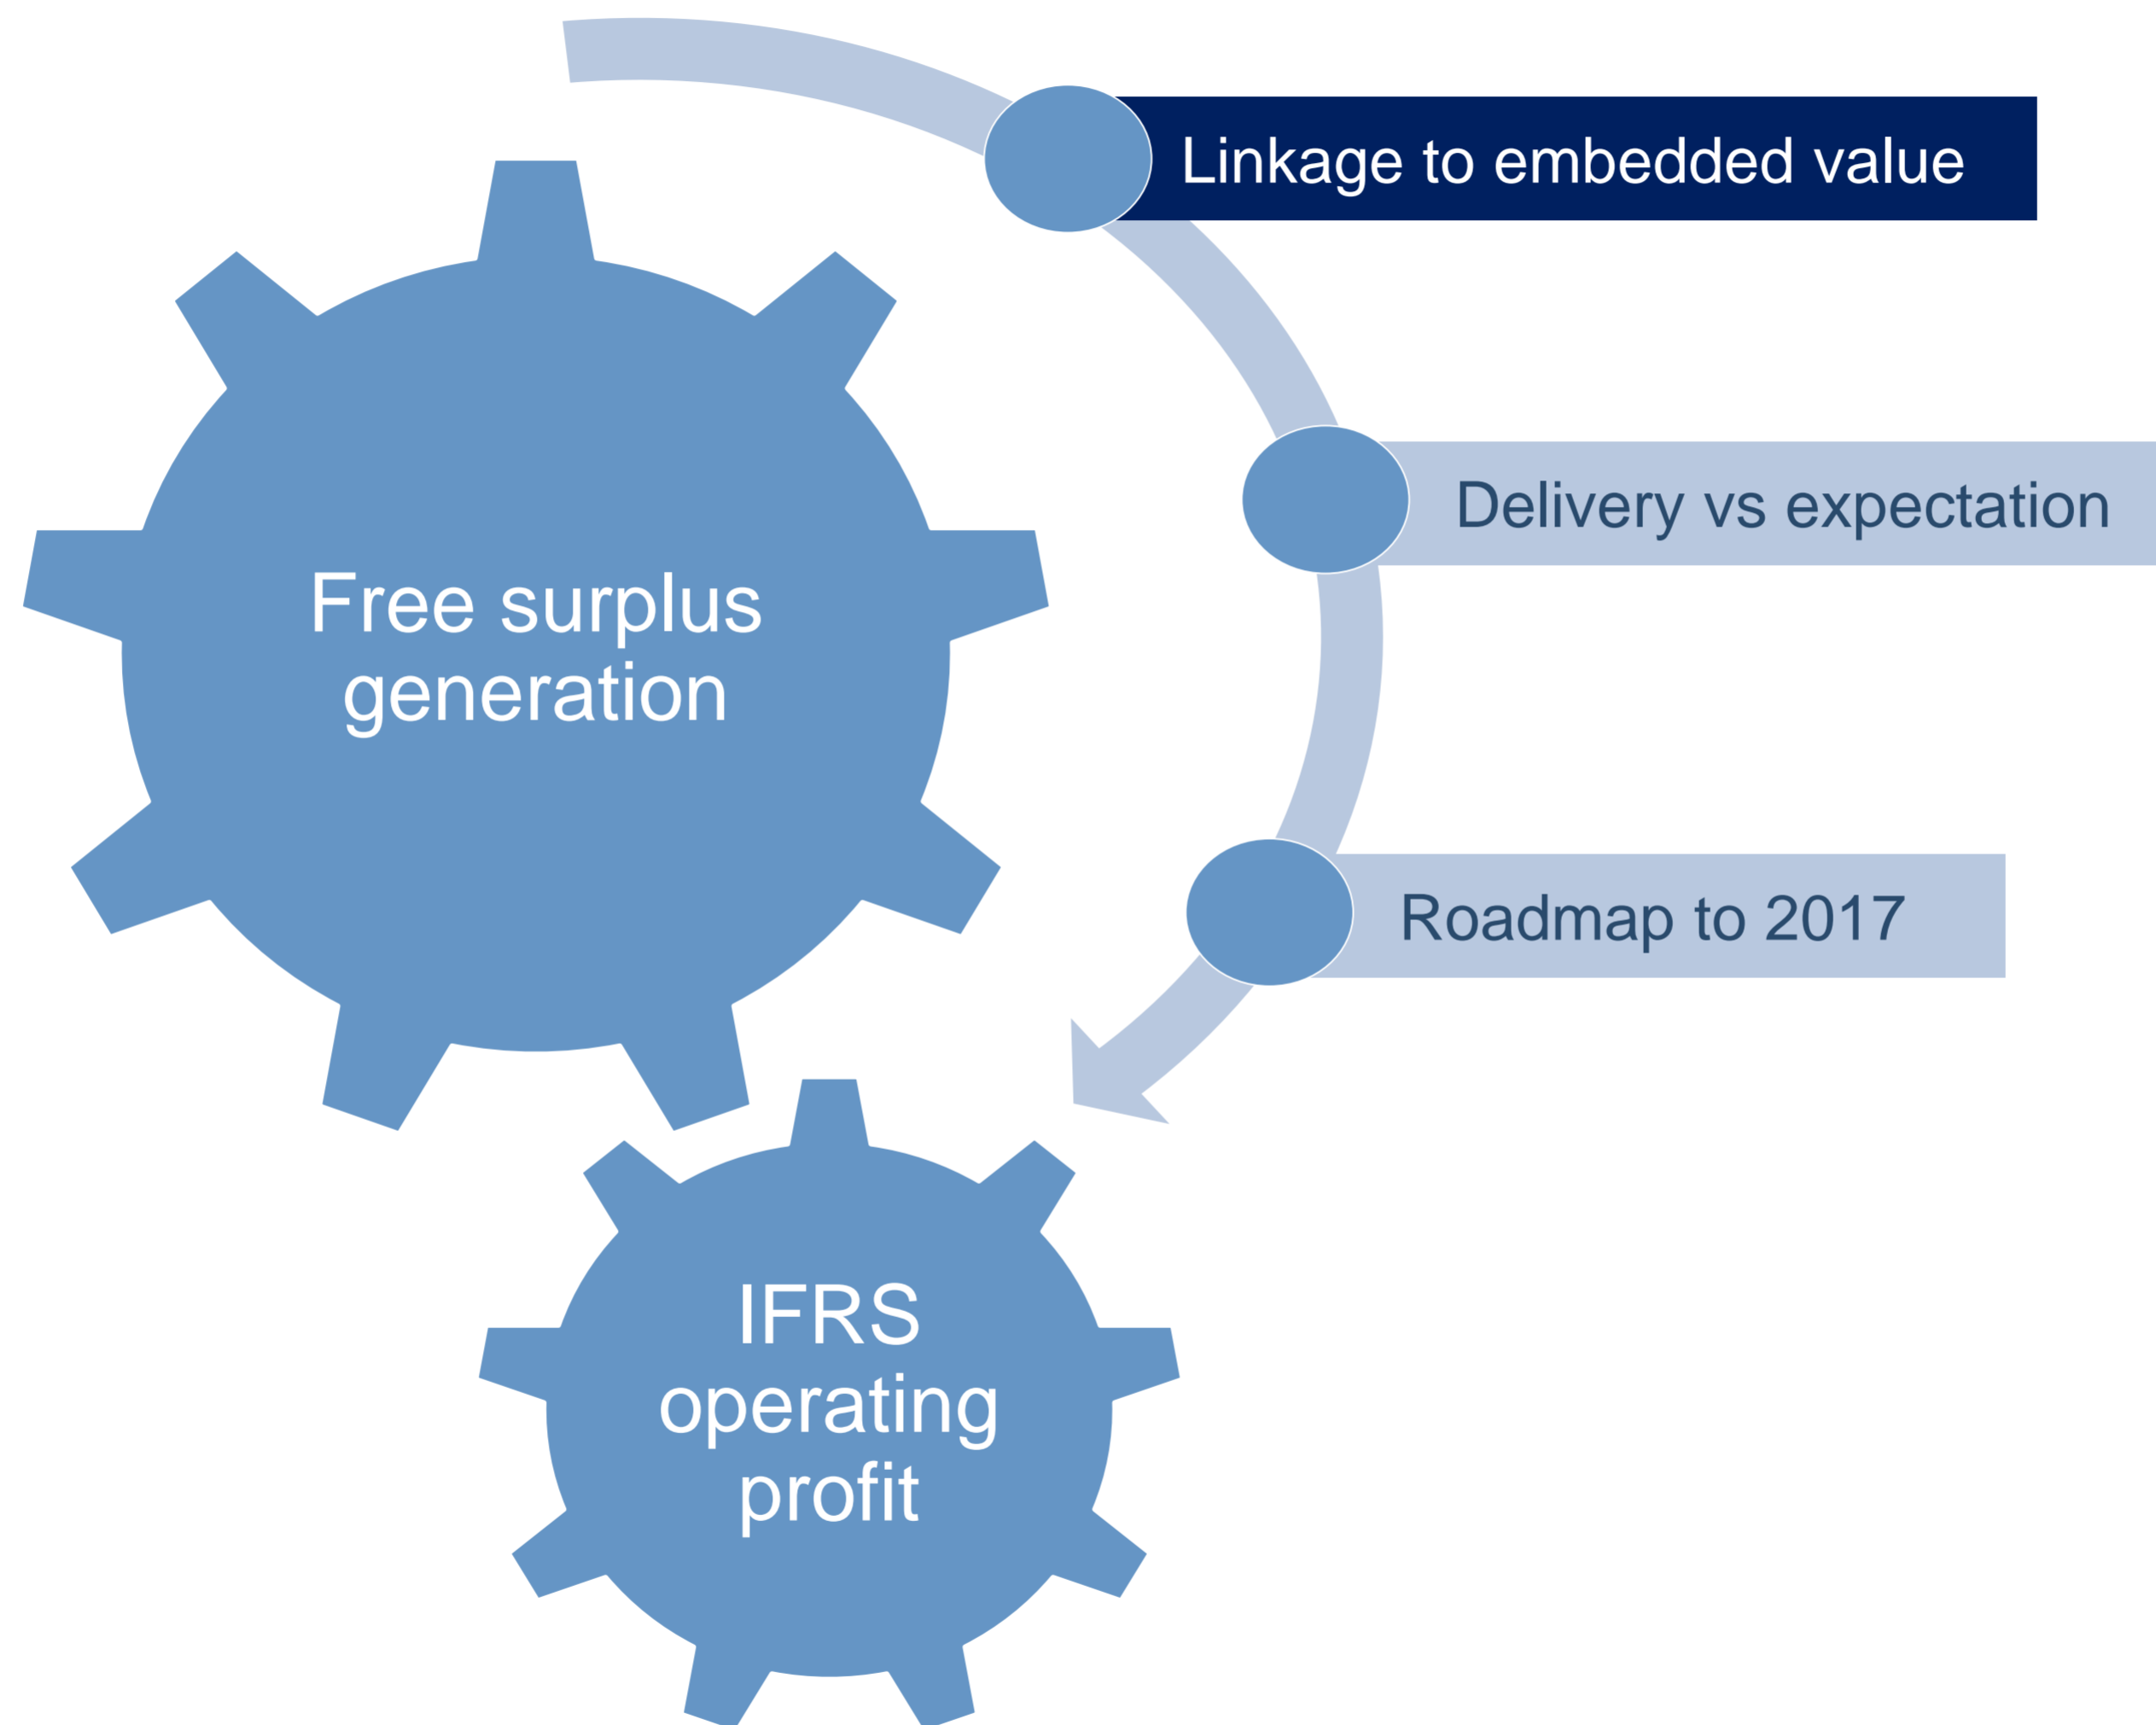 Linkage to embedded value
Delivery vs expectation
Free surplus
generation
Roadmap to 2017
IFRS
operating
profit